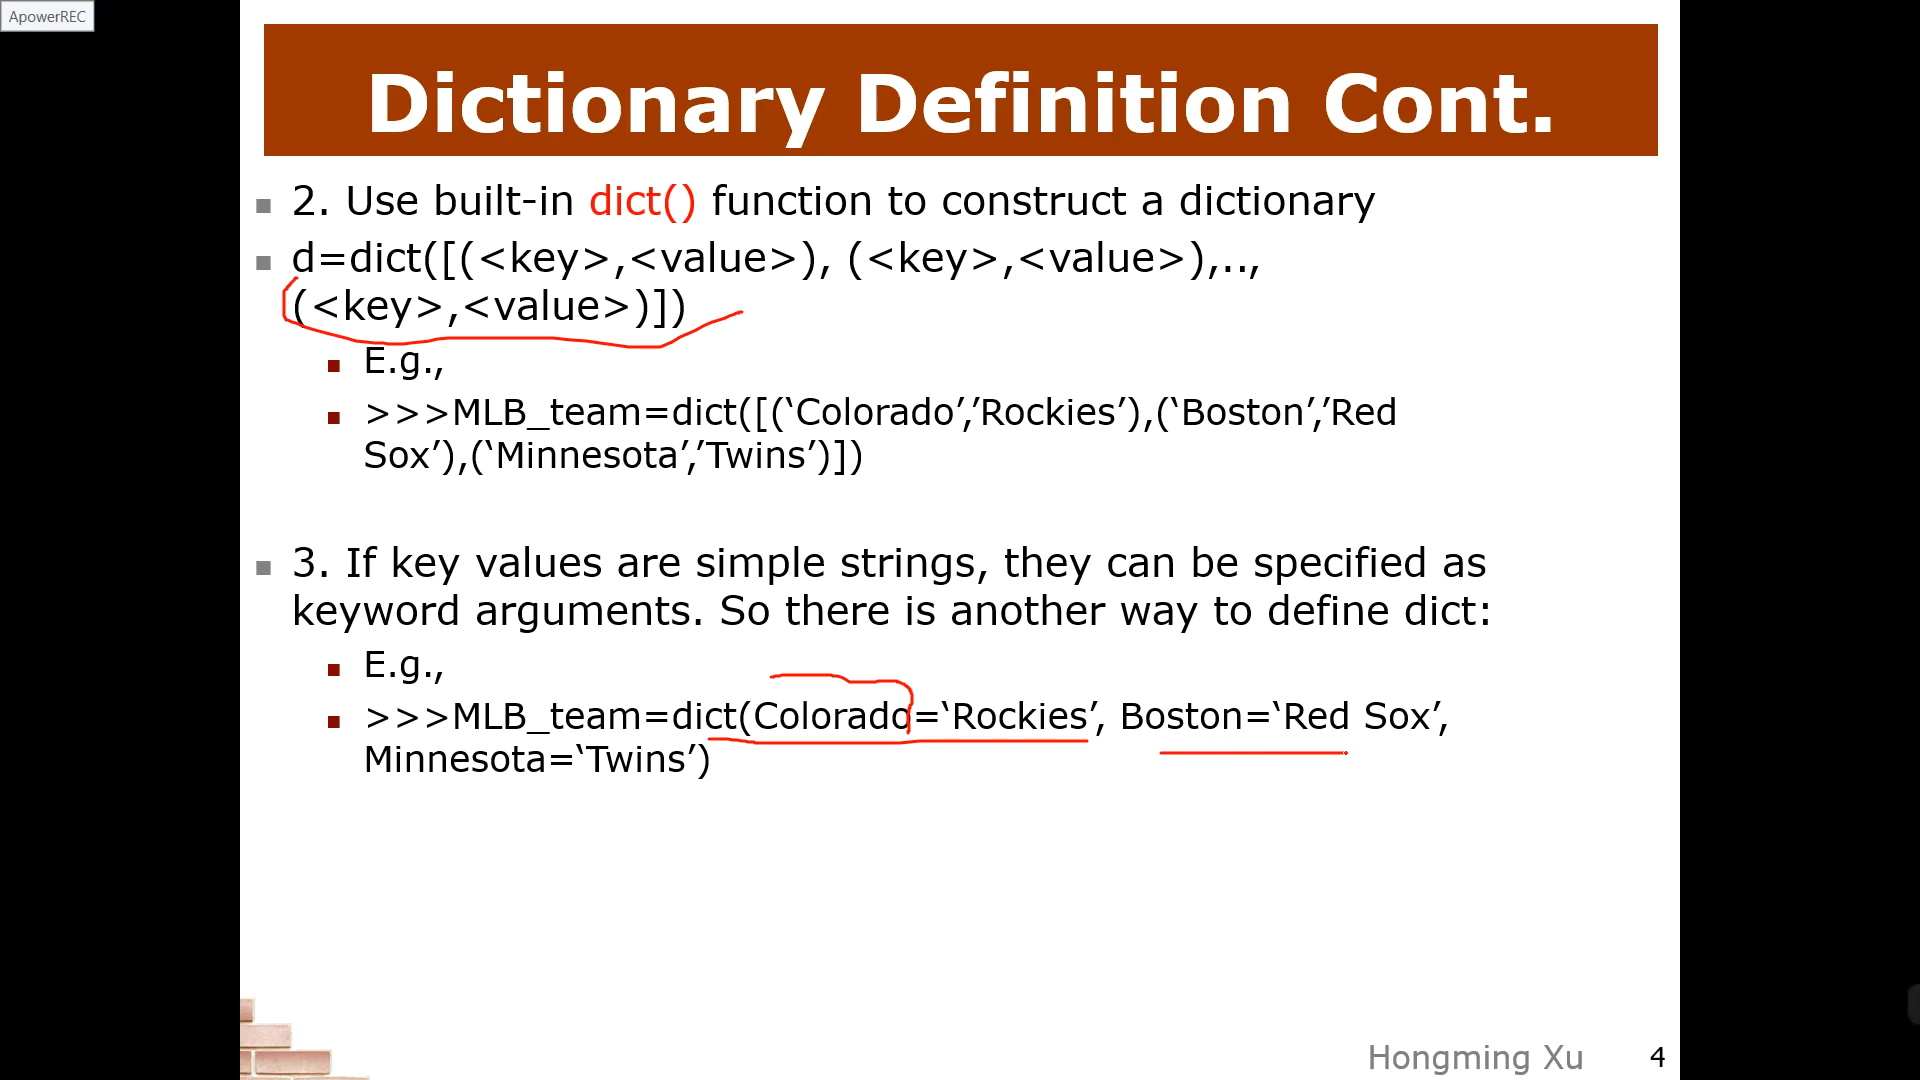 ApowerREC
Dictionary Definition Cont.
2. Use built-in dict() function to construct a dictionary
d=dict([(<key>,<value>), (<key>,<value>),..,
(<key>,<value>)])
E.g.,
>>>MLB_team=dict([(‘Colorado’,’Rockies’),(‘Boston’,’Red
Sox’),(‘Minnesota’,’Twins’)])
3. If key values are simple strings, they can be specified as
keyword arguments. So there is another way to define dict:
E.g.,
>>>MLB_team=dict(Colorado=‘Rockies’, Boston=‘Red Sox’,
Minnesota=‘Twins’)
Hongming Xu 4